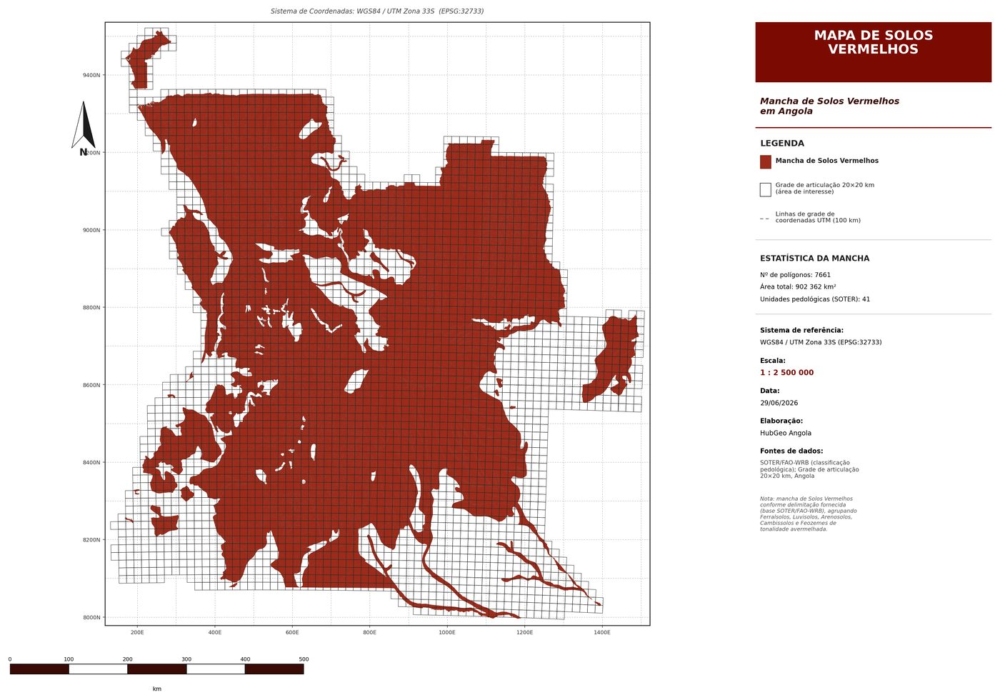 Sistema de Coordenadas: WGS84 / UTM Zona 33S (EPSG:32733)
9400N
9200N
9000N
8800N
8600N
8400N
8200N
8000N
N
200E
400E
600E
800E
1000E
1200E
1400E
0
100
200
300
400
500
km
MAPA DE SOLOS
VERMELHOS
Mancha de Solos Vermelhos
em Angola
LEGENDA
Mancha de Solos Vermelhos
Grade de articulação 20×20 km
(área de interesse)
Linhas de grade de
coordenadas UTM (100 km)
ESTATÍSTICA DA MANCHA
Nº de polígonos: 7661
Área total: 902 362 km²
Unidades pedológicas (SOTER): 41
Sistema de referência:
WGS84 / UTM Zona 33S (EPSG:32733)
Escala:
1 : 2 500 000
Data:
29/06/2026
Elaboração:
HubGeo Angola
Fontes de dados:
SOTER/FAO-WRB (classificação
pedológica); Grade de articulação
20×20 km, Angola
Nota: mancha de Solos Vermelhos
conforme delimitação fornecida
(base SOTER/FAO-WRB), agrupando
Ferralsolos, Luvisolos, Arenosolos,
Cambissolos e Feozemes de
tonalidade avermelhada.